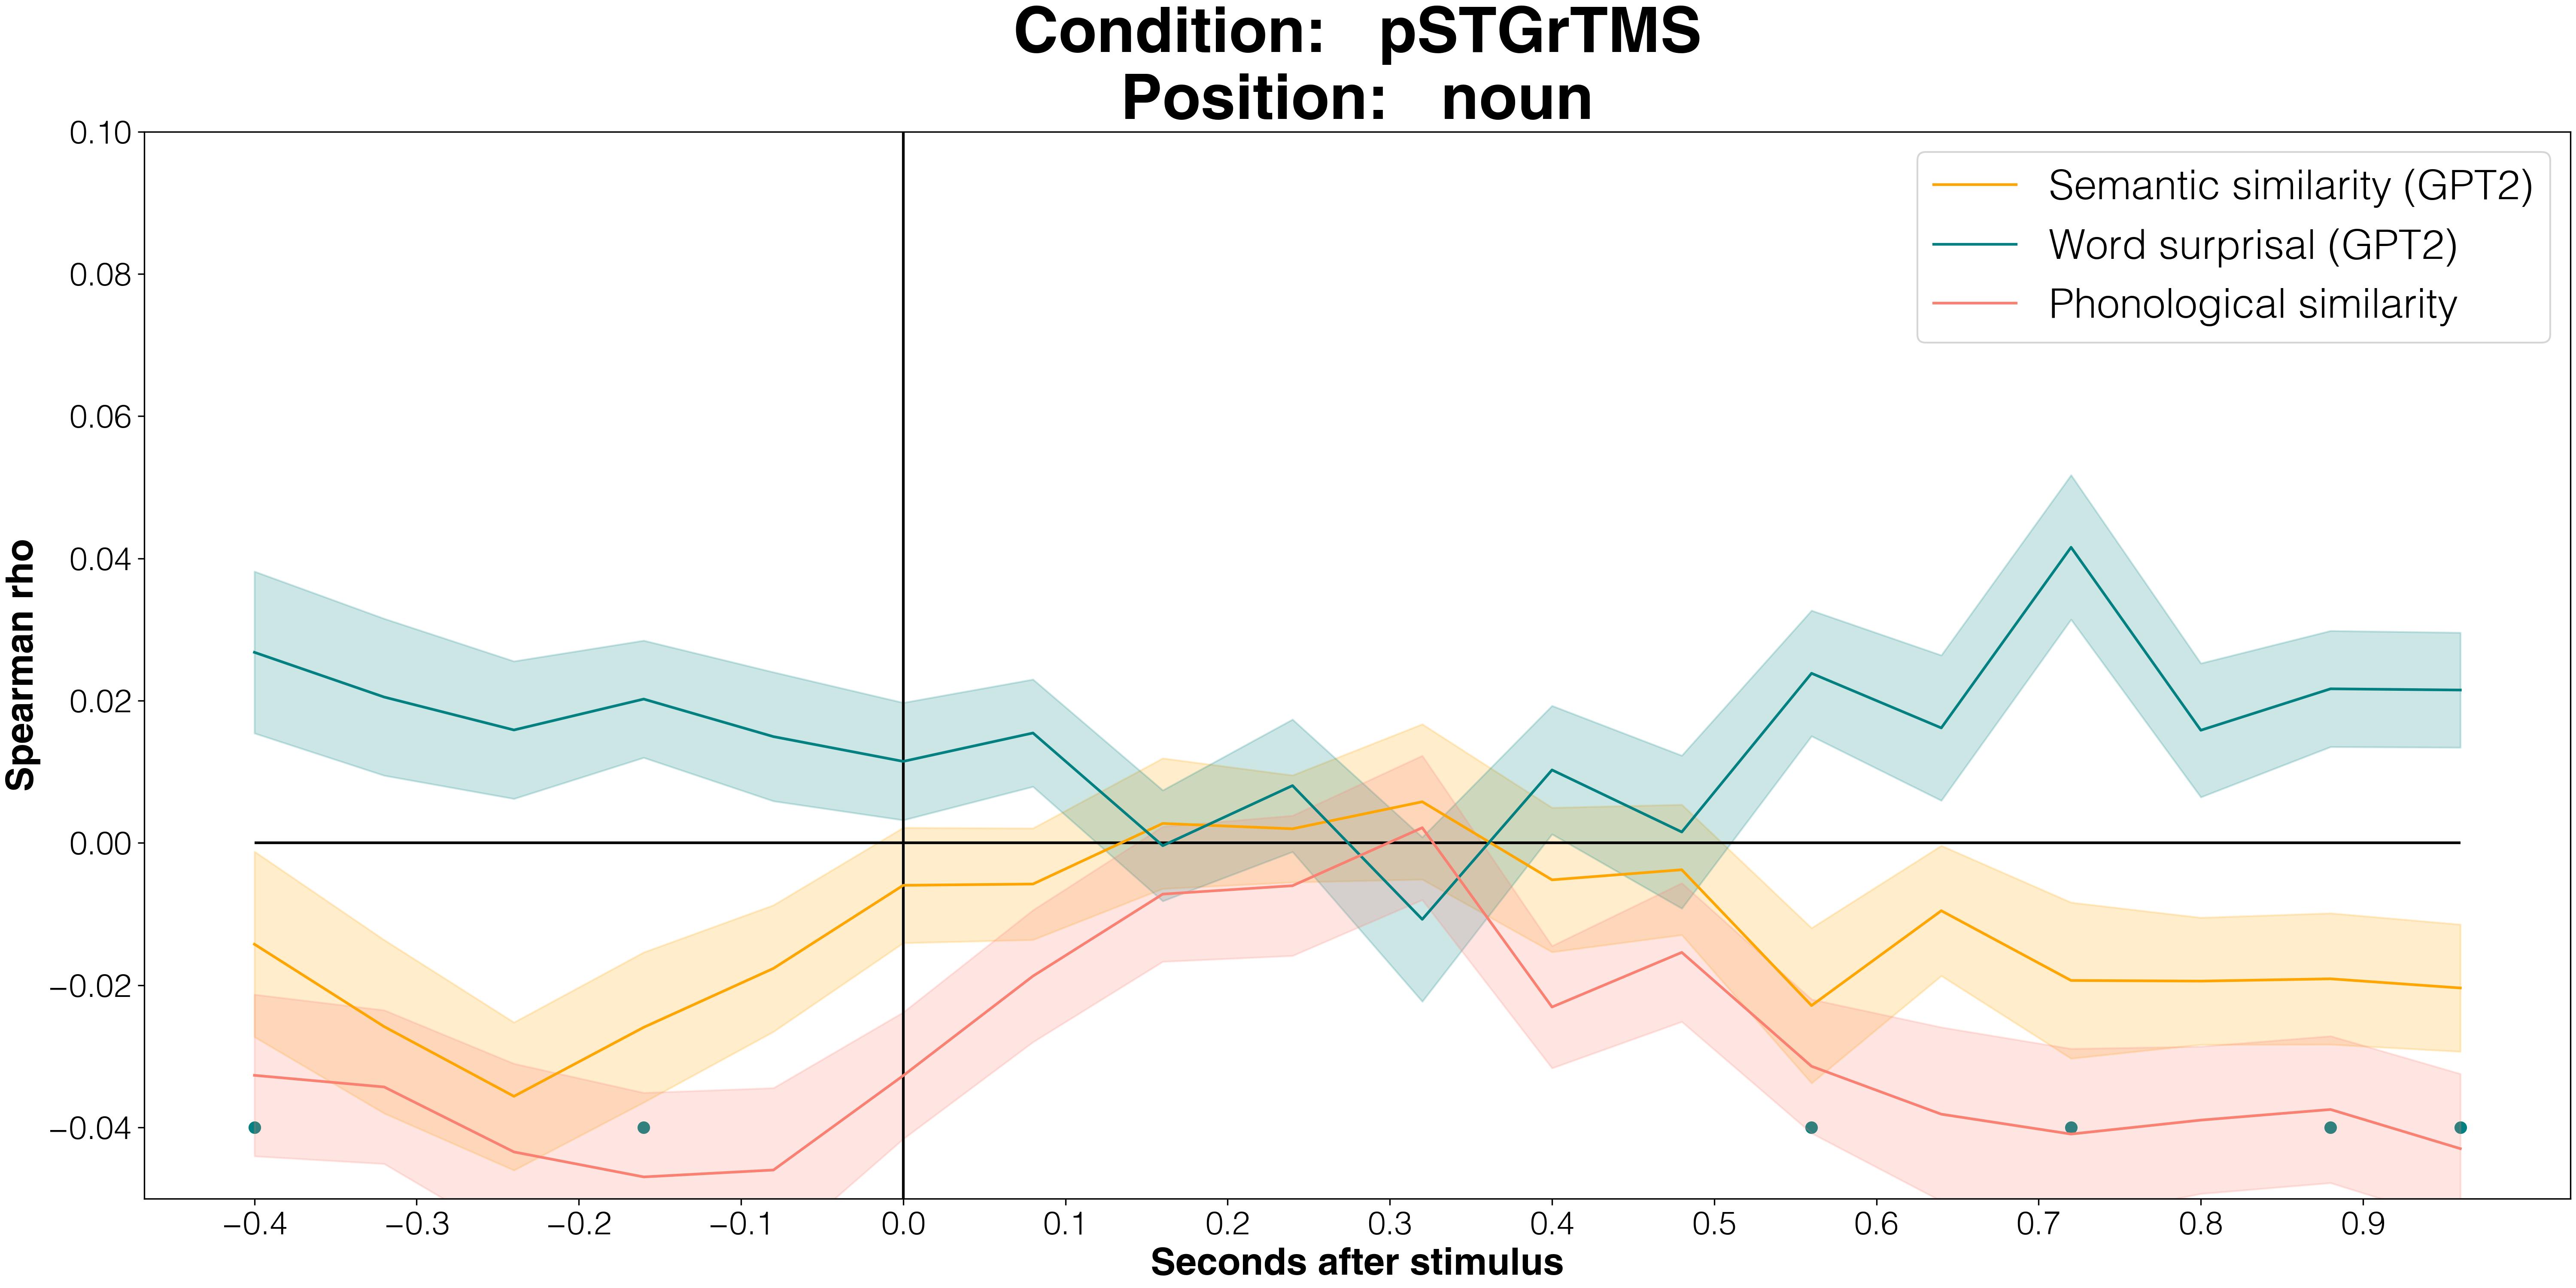 Condition: pSTGrTMS
Position: noun
0.10
0.08
0.06
0.04
0.02
0.00
−0.02
−0.04
Spearman rho
Semantic similarity (GPT2)
Word surprisal (GPT2)
Phonological similarity
−0.4 −0.3 −0.2 −0.1 0.0 0.1 0.2 0.3 0.4 0.5 0.6 0.7 0.8 0.9
Seconds after stimulus